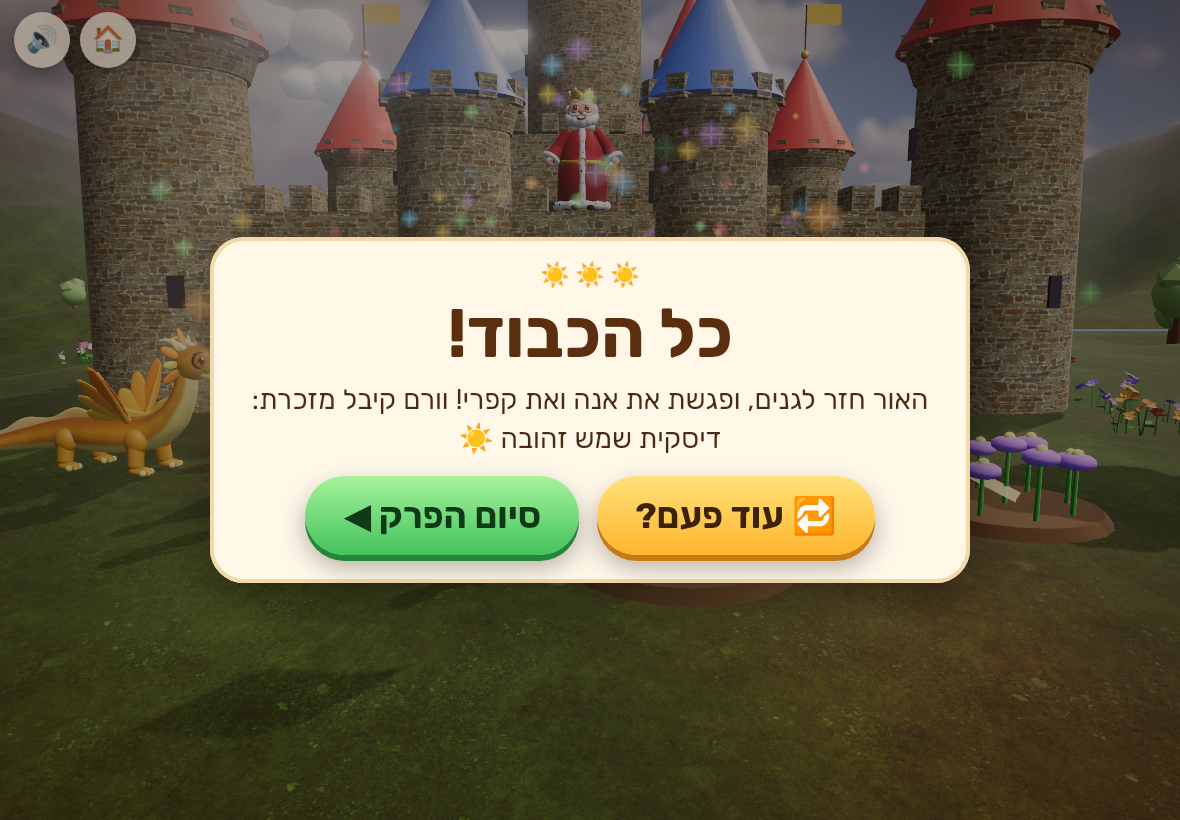 כל הכבוד!
האור חזר לגנים, ופגשת את אנה ואת קפרי! וורם קיבל מזכרת:
דיסקית שמש זהובה ☀️
🔁 עוד פעם?
סיום הפרק ◀